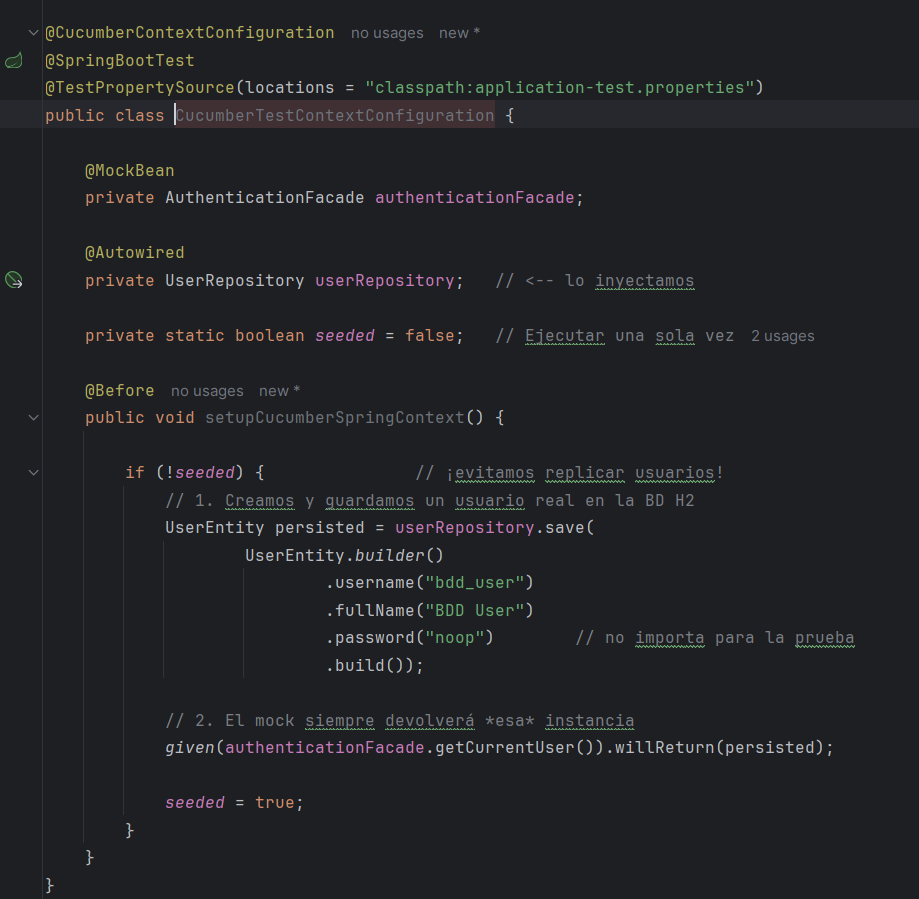 @CucumberContextConfiguration no usages new *
@SpringBootTest
@TestPropertySource(locations = "classpath:application-test.properties")
public class CucumberTestContextConfiguration {
@MockBean
private AuthenticationFacade authenticationFacade;
@Autowired
private UserRepository userRepository; // <-- lo inyectamos
private static boolean seeded = false; // Ejecutar una sola vez 2 usages
@Before no usages new *
public void setupCucumberSpringContext() {
if (!seeded) { // ¡evitamos replicar usuarios!
// 1. Creamos y guardamos un usuario real en la BD H2
UserEntity persisted = userRepository.save(
UserEntity.builder()
.username("bdd_user")
.fullName("BDD User")
.password("noop") // no importa para la prueba
.build());
// 2. El mock siempre devolverá *esa* instancia
given(authenticationFacade.getCurrentUser()).willReturn(persisted);
seeded = true;
}
}
}